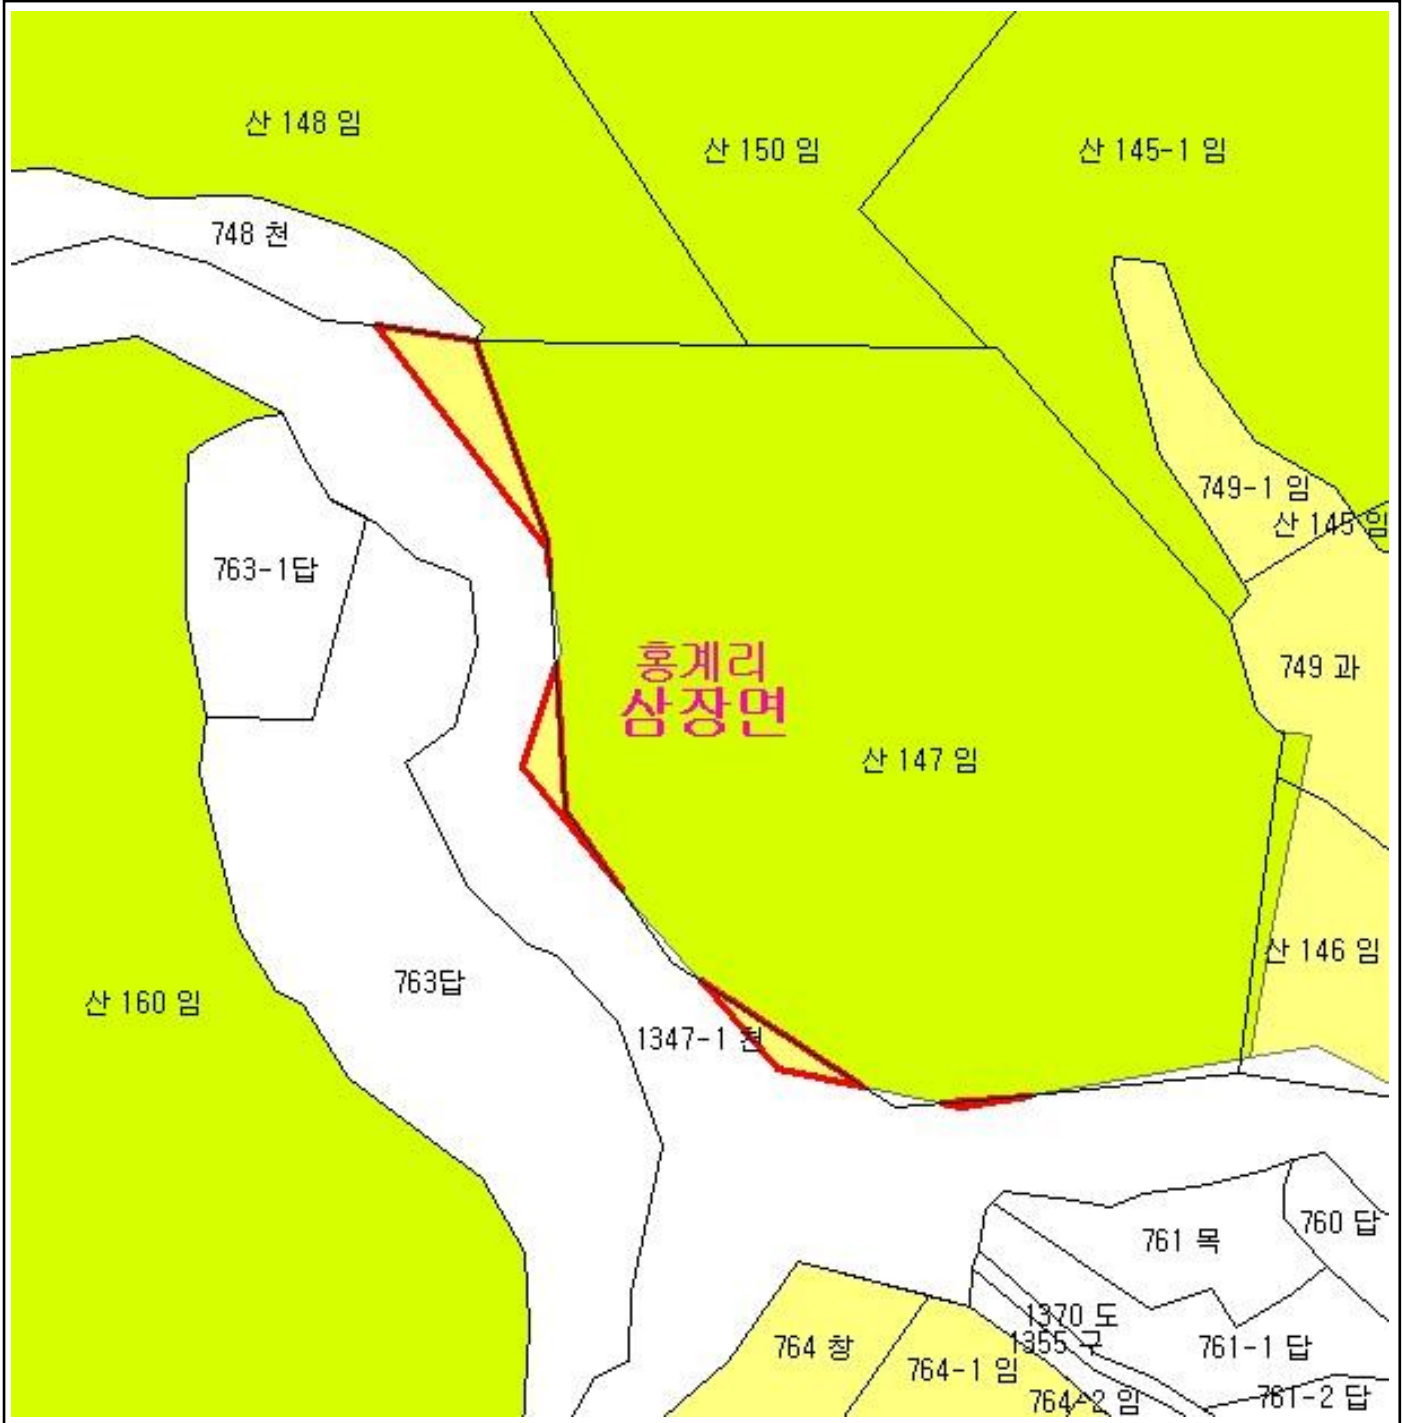 산 148 임
산 150 임
산 145-1 임
748 천
749-1 임
산 145 임
763-1답
홍계리
삼장면
749 과
산 147 임
산 146 임
763답
산 160 임
1347-1 천
760 답
761 목
1370 도
1355 구
761-1 답
764 창
764-1 임
764-2 임
761-2 답